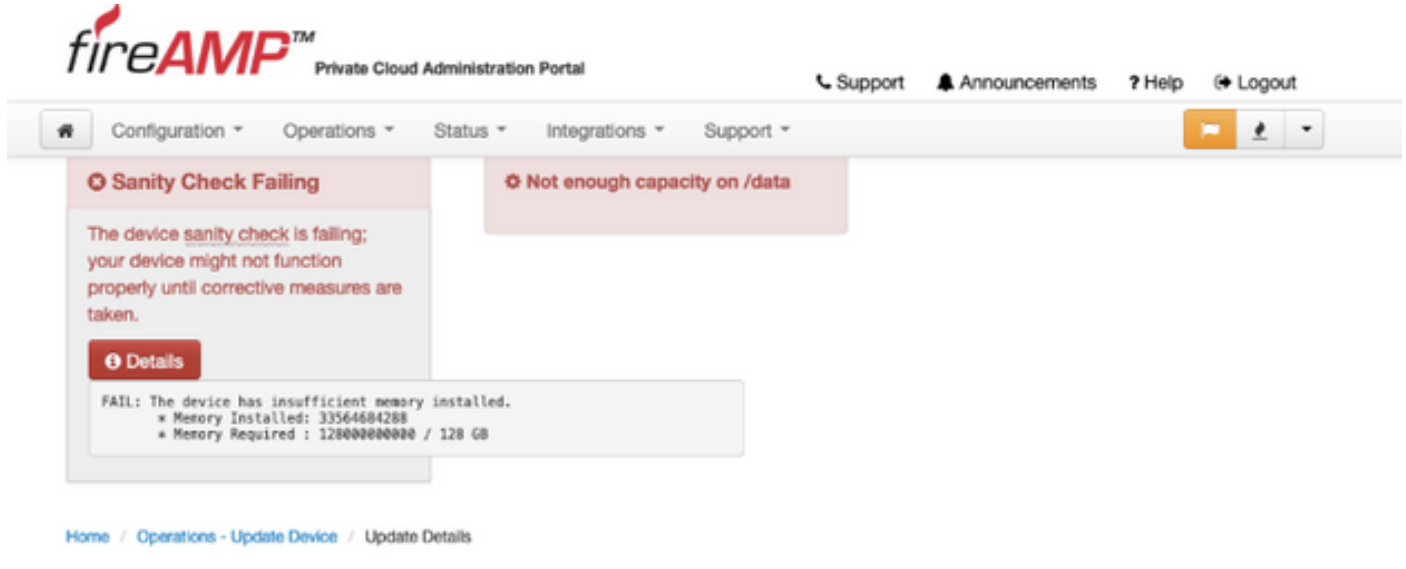 fireAMP™ Private Cloud Administration Portal
Support Announcements ? Help Logout
Configuration Operations Status Integrations Support
Sanity Check Failing
The device sanity check is failing;
your device might not function
properly until corrective measures are
taken.
Details
FAIL: The device has insufficient memory installed.
* Memory Installed: 33564684288
* Memory Required : 128000000000 / 128 GB
Not enough capacity on /data
Home / Operations - Update Device / Update Details